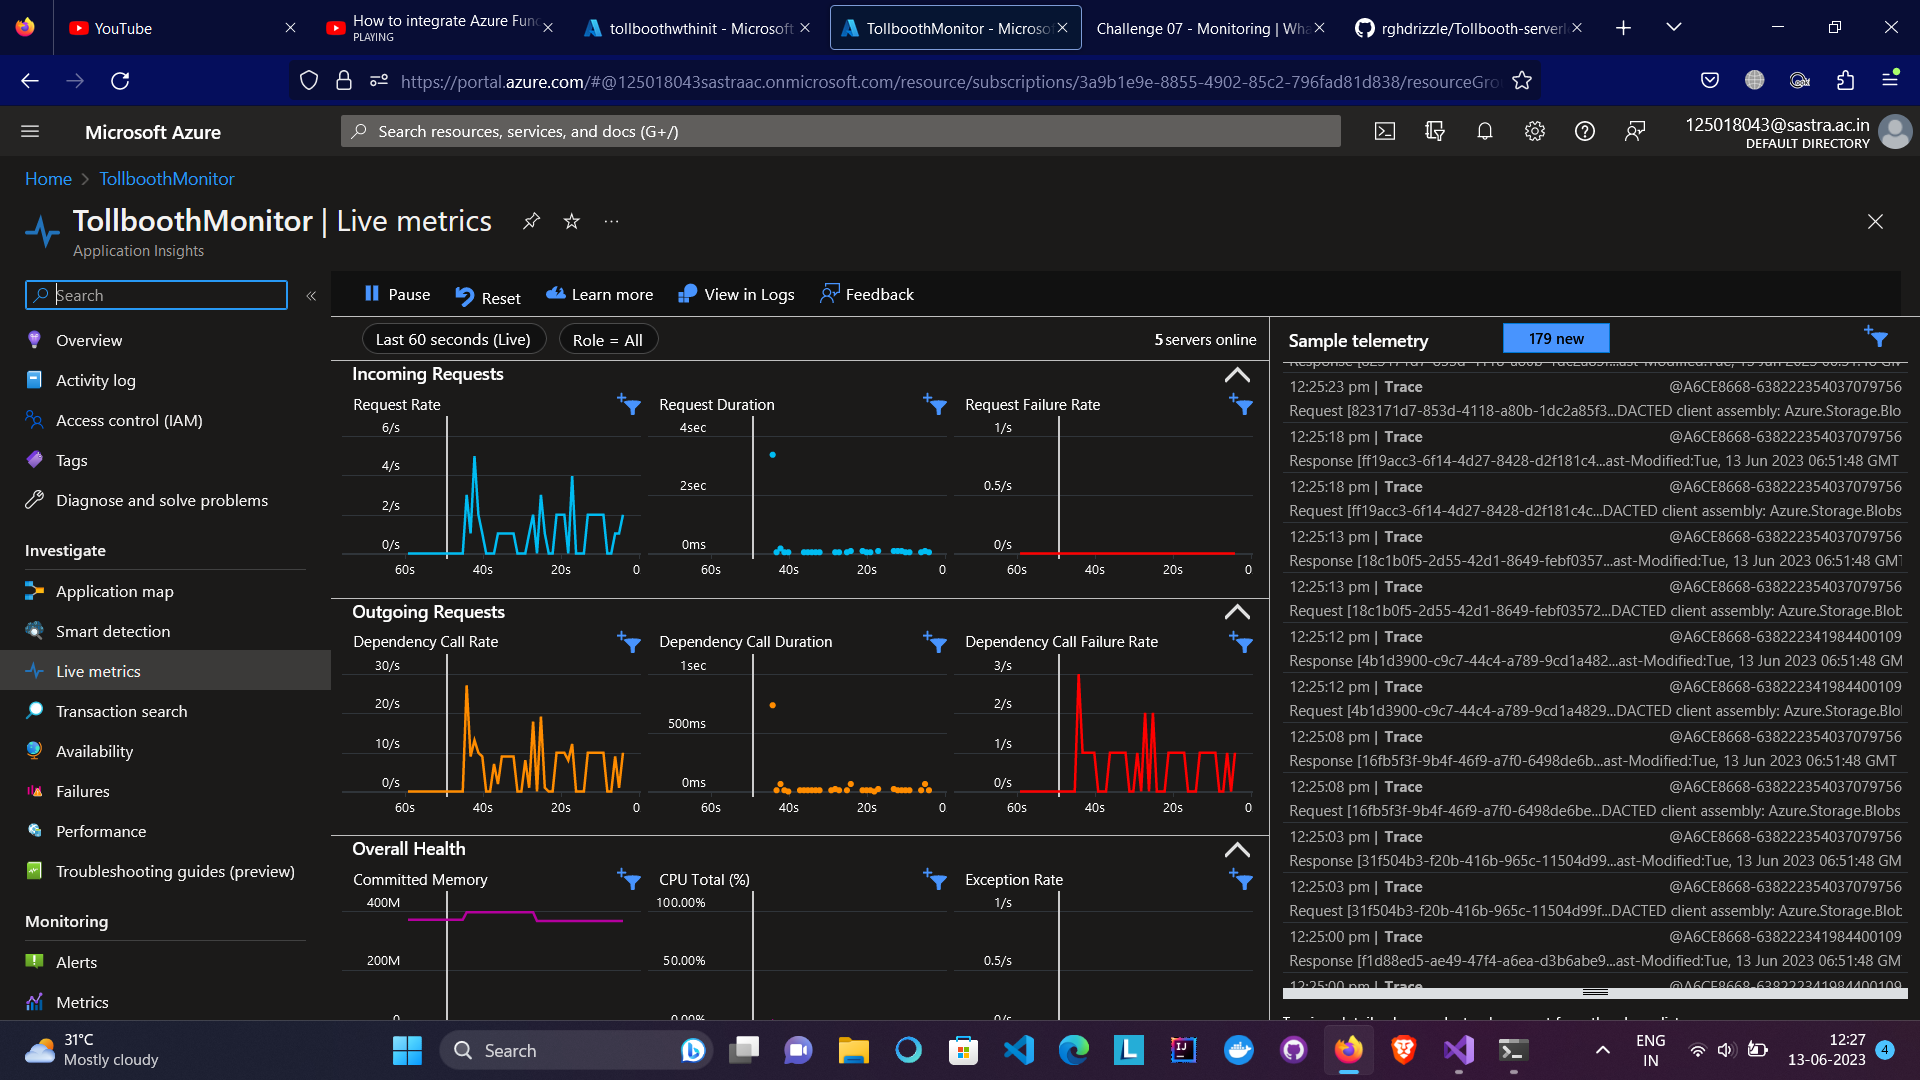 YouTube
How to integrate Azure Func
PLAYING
tollboothwthinit - Microsoft
TollboothMonitor - Microsof
Challenge 07 - Monitoring | Wha
rghdrizzle/Tollbooth-serverl
https://portal.azure.com/#@125018043sastraac.onmicrosoft.com/resource/subscriptions/3a9b1e9e-8855-4902-85c2-796fad81d838/resourceGro
Microsoft Azure
Search resources, services, and docs (G+/)
125018043@sastra.ac.in
DEFAULT DIRECTORY
Home > TollboothMonitor
TollboothMonitor | Live metrics
Application Insights
Search
Overview
Activity log
Access control (IAM)
Tags
Diagnose and solve problems
Investigate
Application map
Smart detection
Live metrics
Transaction search
Availability
Failures
Performance
Troubleshooting guides (preview)
Monitoring
Alerts
Metrics
Pause
Reset
Learn more
View in Logs
Feedback
Last 60 seconds (Live)
Role = All
5 servers online
Incoming Requests
Request Rate
6/s
4/s
2/s
0/s
60s 40s 20s 0
Request Duration
4sec
2sec
0ms
60s 40s 20s 0
Request Failure Rate
1/s
0.5/s
0/s
60s 40s 20s 0
Outgoing Requests
Dependency Call Rate
30/s
20/s
10/s
0/s
60s 40s 20s 0
Dependency Call Duration
1sec
500ms
0ms
60s 40s 20s 0
Dependency Call Failure Rate
3/s
2/s
1/s
0/s
60s 40s 20s 0
Overall Health
Committed Memory
400M
200M
0
CPU Total (%)
100.00%
50.00%
0.00%
Exception Rate
1/s
0.5/s
0/s
Sample telemetry
179 new
12:25:23 pm | Trace @A6CE8668-638222354037079756
Request [823171d7-853d-4118-a80b-1dc2a85f3...DACTED client assembly: Azure.Storage.Blo
12:25:18 pm | Trace @A6CE8668-638222354037079756
Response [ff19acc3-6f14-4d27-8428-d2f181c4...ast-Modified:Tue, 13 Jun 2023 06:51:48 GMT
12:25:18 pm | Trace @A6CE8668-638222354037079756
Request [ff19acc3-6f14-4d27-8428-d2f181c4c...DACTED client assembly: Azure.Storage.Blobs
12:25:13 pm | Trace @A6CE8668-638222354037079756
Response [18c1b0f5-2d55-42d1-8649-febf0357...ast-Modified:Tue, 13 Jun 2023 06:51:48 GMT
12:25:13 pm | Trace @A6CE8668-638222354037079756
Request [18c1b0f5-2d55-42d1-8649-febf03572...DACTED client assembly: Azure.Storage.Blob
12:25:12 pm | Trace @A6CE8668-638222341984400109
Response [4b1d3900-c9c7-44c4-a789-9cd1a482...ast-Modified:Tue, 13 Jun 2023 06:51:48 GM
12:25:12 pm | Trace @A6CE8668-638222341984400109
Request [4b1d3900-c9c7-44c4-a789-9cd1a4829...DACTED client assembly: Azure.Storage.Blo
12:25:08 pm | Trace @A6CE8668-638222354037079756
Response [16fb5f3f-9b4f-46f9-a7f0-6498de6b...ast-Modified:Tue, 13 Jun 2023 06:51:48 GMT
12:25:08 pm | Trace @A6CE8668-638222354037079756
Request [16fb5f3f-9b4f-46f9-a7f0-6498de6be...DACTED client assembly: Azure.Storage.Blobs
12:25:03 pm | Trace @A6CE8668-638222354037079756
Response [31f504b3-f20b-416b-965c-11504d99...ast-Modified:Tue, 13 Jun 2023 06:51:48 GM
12:25:03 pm | Trace @A6CE8668-638222354037079756
Request [31f504b3-f20b-416b-965c-11504d99f...DACTED client assembly: Azure.Storage.Blob
12:25:00 pm | Trace @A6CE8668-638222341984400109
Response [f1d88ed5-ae49-47f4-a6ea-d3b6abe9...ast-Modified:Tue, 13 Jun 2023 06:51:48 GM
12:25:00 pm | Trace @A6CE8668-638222341984400109
31°C
Mostly cloudy
Search
ENG
IN
12:27
13-06-2023
4